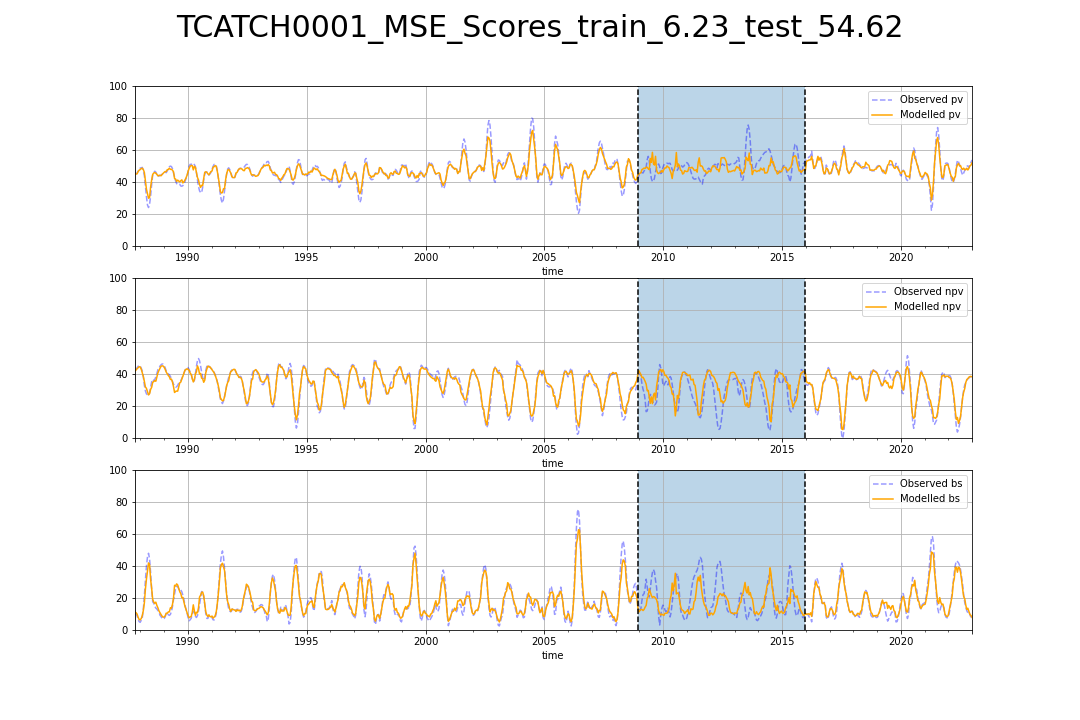 TCATCH0001_MSE_Scores_train_6.23_test_54.62
100
80
60
40
20
0
Observed pv
Modelled pv
1990 1995 2000 2005 2010 2015 2020
time
100
80
60
40
20
0
Observed npv
Modelled npv
1990 1995 2000 2005 2010 2015 2020
time
100
80
60
40
20
0
Observed bs
Modelled bs
1990 1995 2000 2005 2010 2015 2020
time